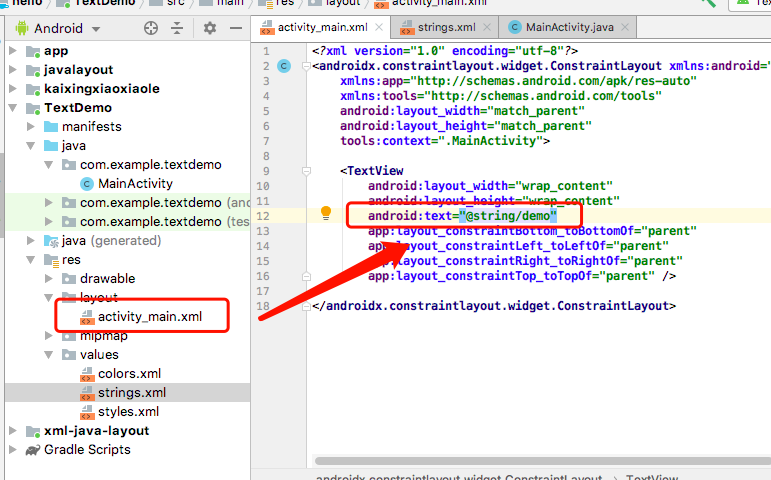 hello TextDemo src main res layout activity_main.xml
Android
app
javalayout
kaixingxiaoxiaole
TextDemo
manifests
java
com.example.textdemo
MainActivity
com.example.textdemo (and
com.example.textdemo (tes
java (generated)
res
drawable
layout
activity_main.xml
mipmap
values
colors.xml
strings.xml
styles.xml
xml-java-layout
Gradle Scripts
activity_main.xml strings.xml MainActivity.java
1 <?xml version="1.0" encoding="utf-8"?>
2 C <androidx.constraintlayout.widget.ConstraintLayout xmlns:android=
3 xmlns:app="http://schemas.android.com/apk/res-auto"
4 xmlns:tools="http://schemas.android.com/tools"
5 android:layout_width="match_parent"
6 android:layout_height="match_parent"
7 tools:context=".MainActivity">
8
9 <TextView
10 android:layout_width="wrap_content"
11 android:layout_height="wrap_content"
12 android:text="@string/demo"
13 app:layout_constraintBottom_toBottomOf="parent"
14 app:layout_constraintLeft_toLeftOf="parent"
15 app:layout_constraintRight_toRightOf="parent"
16 app:layout_constraintTop_toTopOf="parent" />
17
18 </androidx.constraintlayout.widget.ConstraintLayout>
androidx.constraintlayout.widget.ConstraintLayout TextView